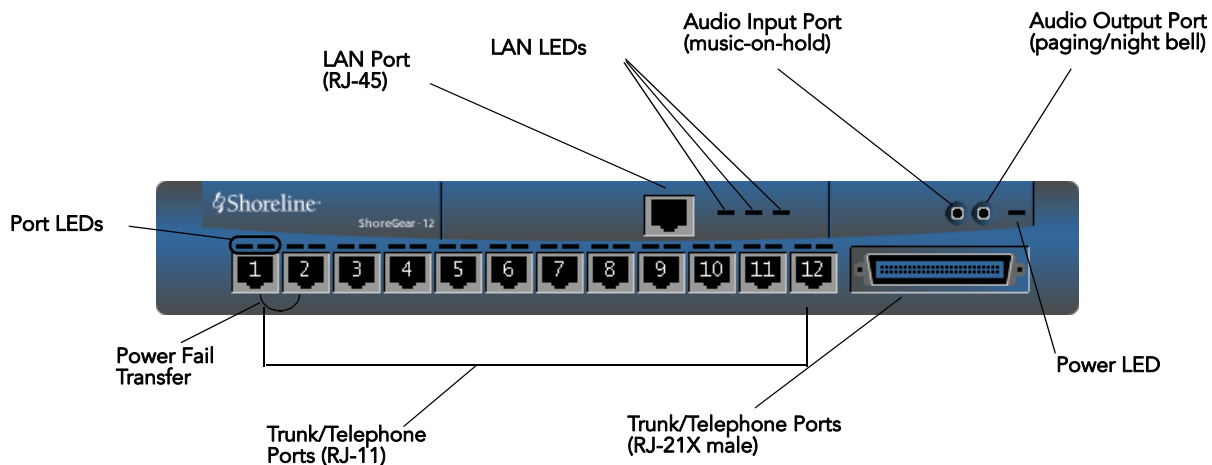 Audio Input Port
(music-on-hold)
Audio Output Port
(paging/night bell)
LAN LEDs
LAN Port
(RJ-45)
Shoreline™
ShoreGear-12
Port LEDs
1 2 3 4 5 6 7 8 9 10 11 12
Power Fail
Transfer
Power LED
Trunk/Telephone
Ports (RJ-11)
Trunk/Telephone Ports
(RJ-21X male)